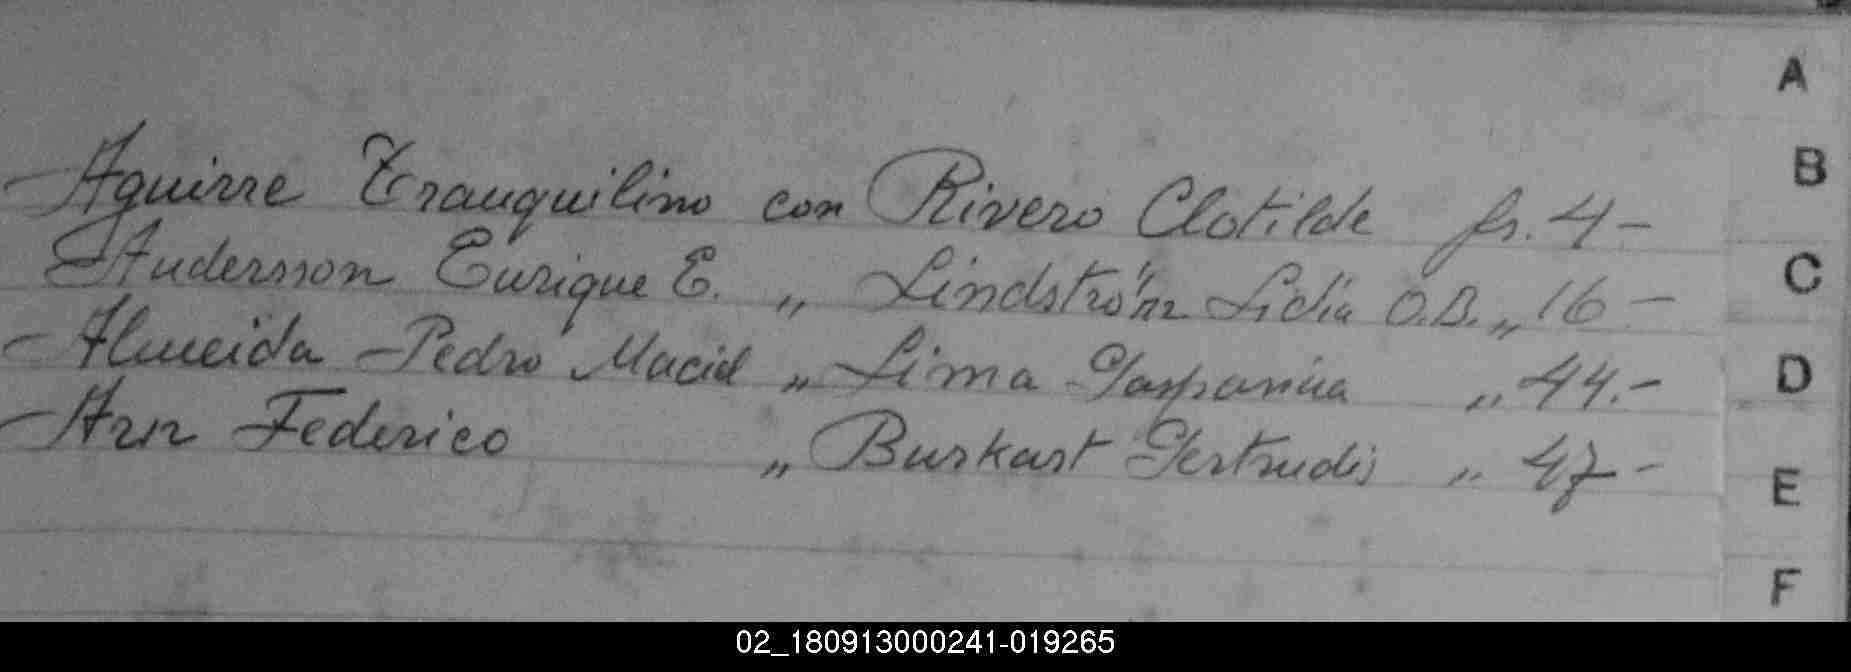 A
B
- Aguirre Tranquilino con Rivero Clotilde fs. 4 -
C
Andersson Enrique E. " Lindström Lidia O.B. " 16 -
D
- Almeida Pedro Maciel " Lima Gasparina " 44. -
- Arn Federico " Burkart Gertrudis " 47 -
E
F
02_180913000241-019265